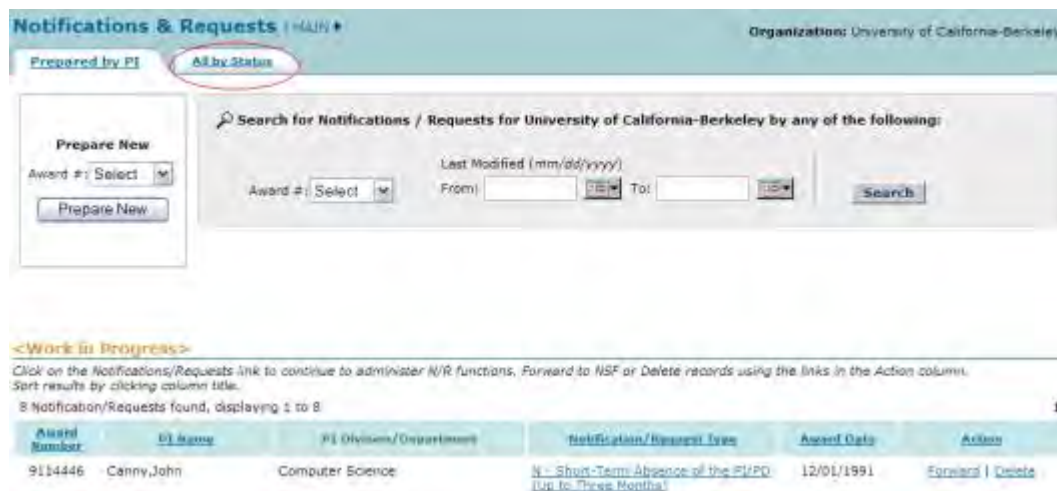 Notifications & Requests | MAIN
Organization: University of California-Berkeley
Prepared by PI
All by Status
Search for Notifications / Requests for University of California-Berkeley by any of the following:
Prepare New
Award #: Select
Prepare New
Last Modified (mm/dd/yyyy)
Award #: Select From: To: Search
<Work in Progress>
Click on the Notifications/Requests link to continue to administer N/R functions. Forward to NSF or Delete records using the links in the Action column.
Sort results by clicking column title.
8 Notification/Requests found, displaying 1 to 8
Award Number PI Name PI Division/Department Notification/Request Type Award Date Action
9114446 Canny,John Computer Science N - Short-Term Absence of the PI/PD 12/01/1991 Forward | Delete
(Up to Three Months)